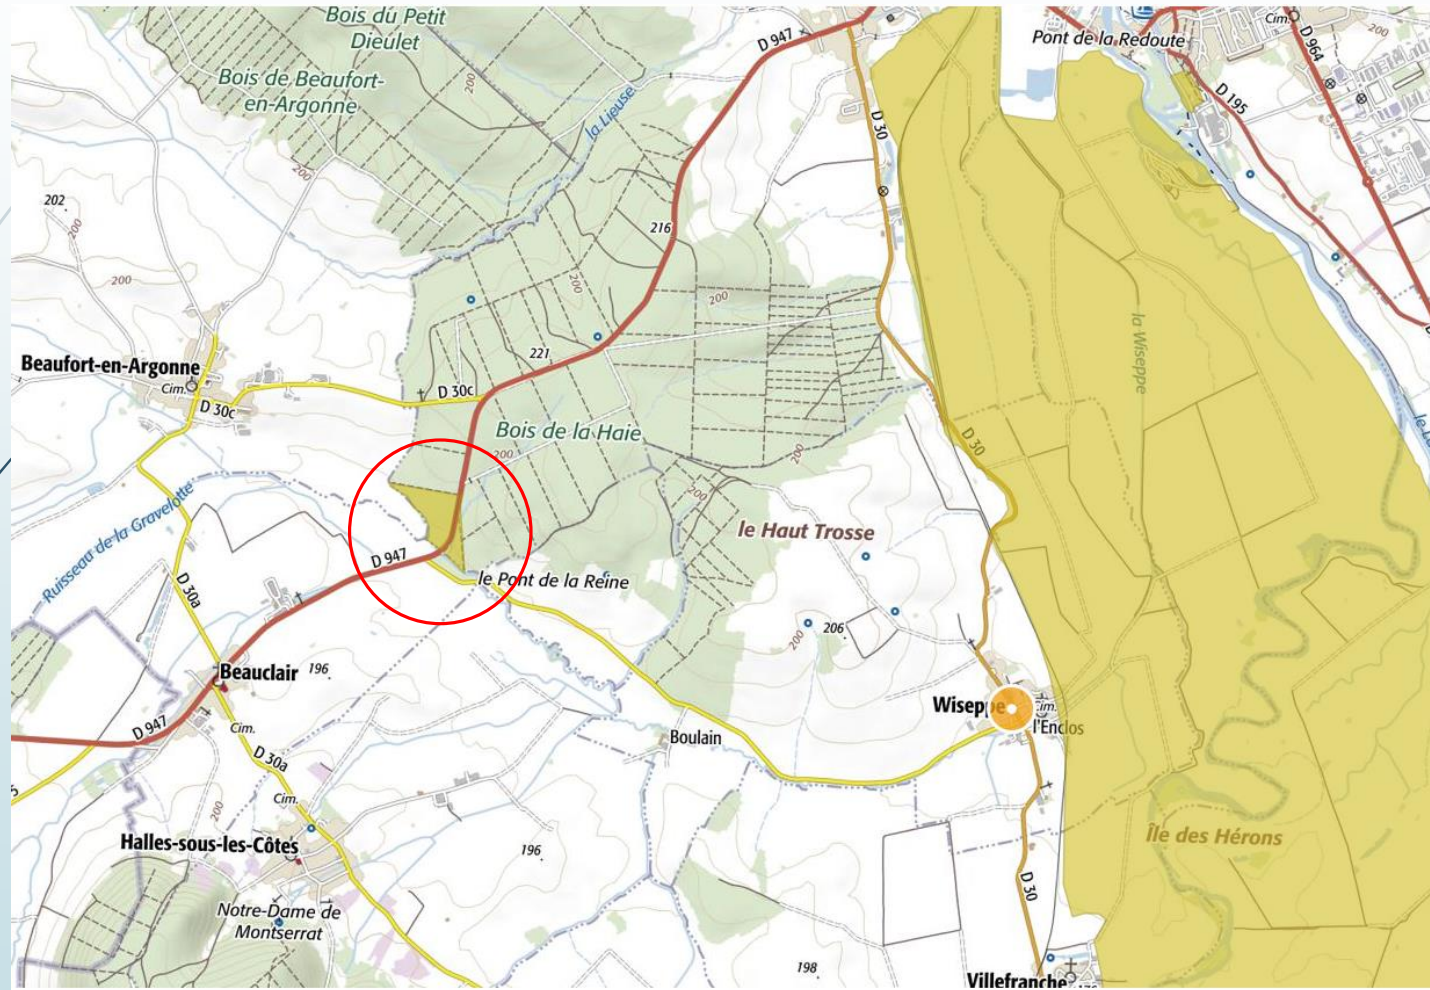 Bois du Petit
Dieulet
D 947
Cim.
D 964
200
Pont de la Redoute
Bois de Beaufort-
en-Argonne
200
la Lieuse
D 30
D 195
200
202
200
216
200
200
200
la Wiseppe
Beaufort-en-Argonne
Cim.
221
D 30c
D 30c
Bois de la Haie
200
D 30
200
200
Ruisseau de la Gravelotte
le Haut Trosse
D 947
le Pont de la Reine
D 30a
200
206
Beauclair
196
Wiseppe
Cim.
l'Enclos
D 947
Cim.
Boulain
D 30a
Cim.
200
Halles-sous-les-Côtes
196
Île des Hérons
D 30
Notre-Dame de
Montserrat
198
Villefranche